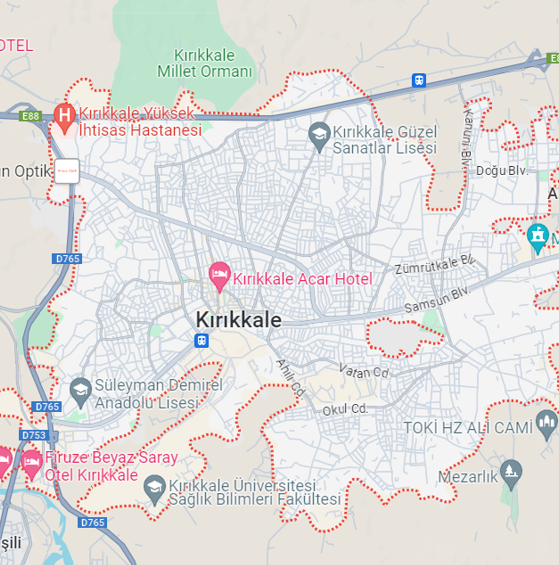 OTEL
Kırıkkale
Millet Ormanı
E88
E88
Kırıkkale Yüksek
İhtisas Hastanesi
Kırıkkale Güzel
Sanatlar Lisesi
Kanuni Blv.
Doğu Blv.
n Optik
D765
Zümrütkale Blv.
Kırıkkale Acar Hotel
Samsun Blv.
Kırıkkale
Ahılı Cd.
Vatan Cd.
Süleyman Demirel
Anadolu Lisesi
D765
Okul Cd.
TOKİ HZ ALİ CAMİ
D753
Firuze Beyaz Saray
Otel Kırıkkale
Mezarlık
Kırıkkale Üniversitesi
Sağlık Bilimleri Fakültesi
D765
şili